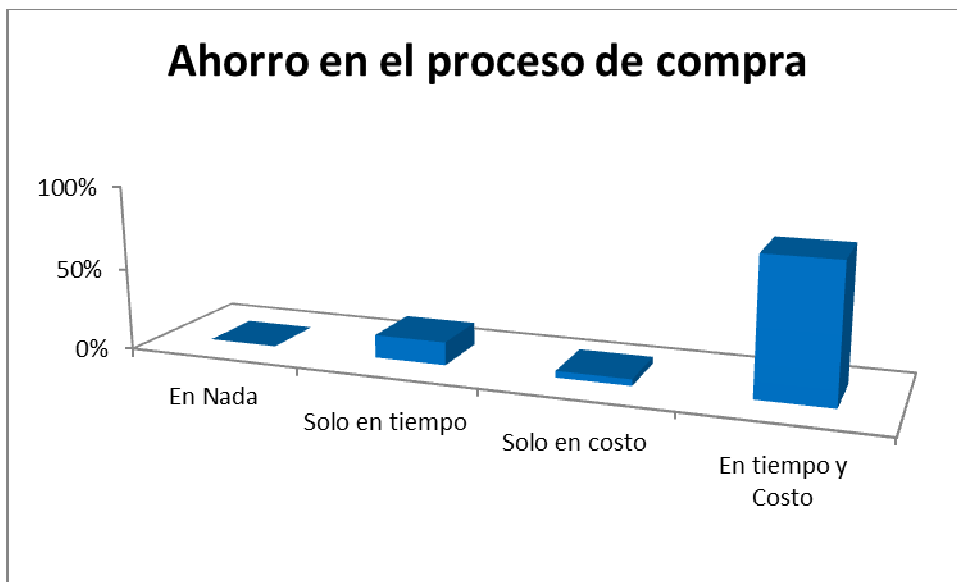 Ahorro en el proceso de compra
100%
50%
0%
En Nada
Solo en tiempo
Solo en costo
En tiempo y
Costo